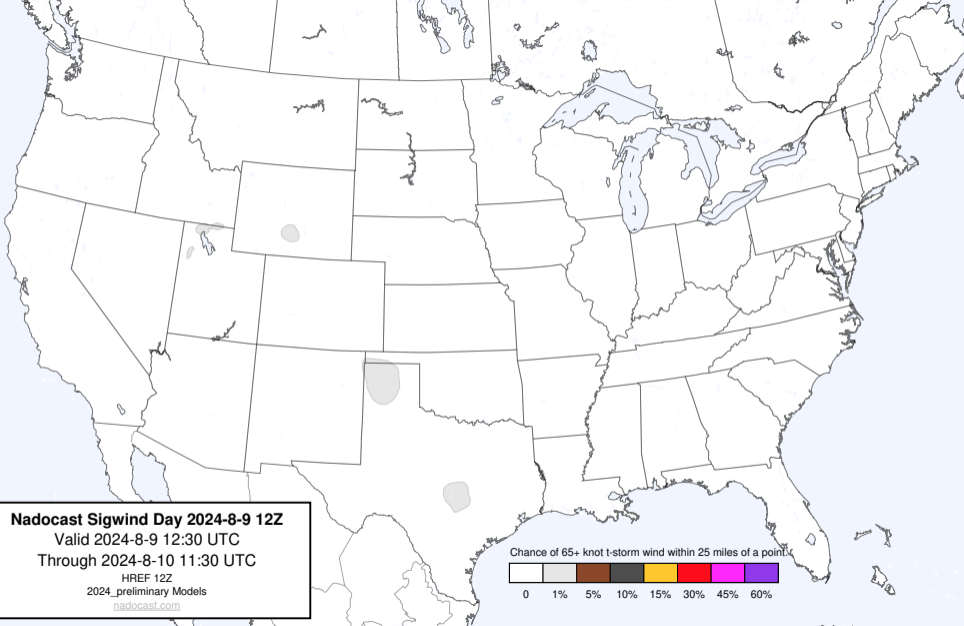 Nadocast Sigwind Day 2024-8-9 12Z
Valid 2024-8-9 12:30 UTC
Through 2024-8-10 11:30 UTC
HREF 12Z
2024_preliminary Models
nadocast.com
Chance of 65+ knot t-storm wind within 25 miles of a point.
0 1% 5% 10% 15% 30% 45% 60%